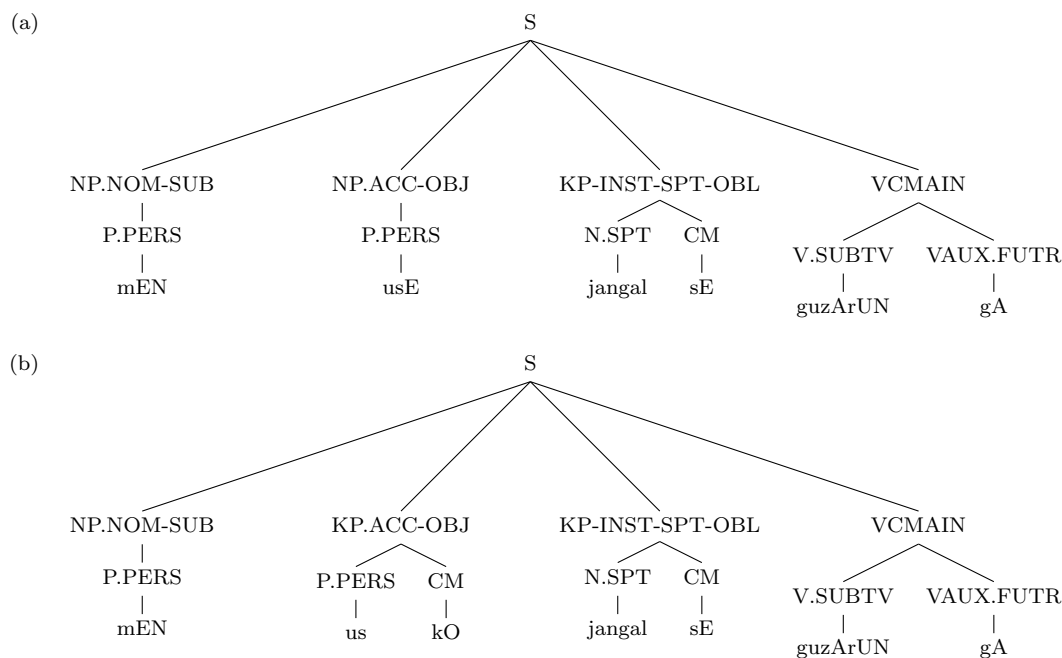 (a)
S
NP.NOM-SUB NP.ACC-OBJ KP-INST-SPT-OBL VCMAIN
P.PERS P.PERS N.SPT CM V.SUBTV VAUX.FUTR
mEN usE jangal sE guzArUN gA
(b)
S
NP.NOM-SUB KP.ACC-OBJ KP-INST-SPT-OBL VCMAIN
P.PERS P.PERS CM N.SPT CM V.SUBTV VAUX.FUTR
mEN us kO jangal sE guzArUN gA